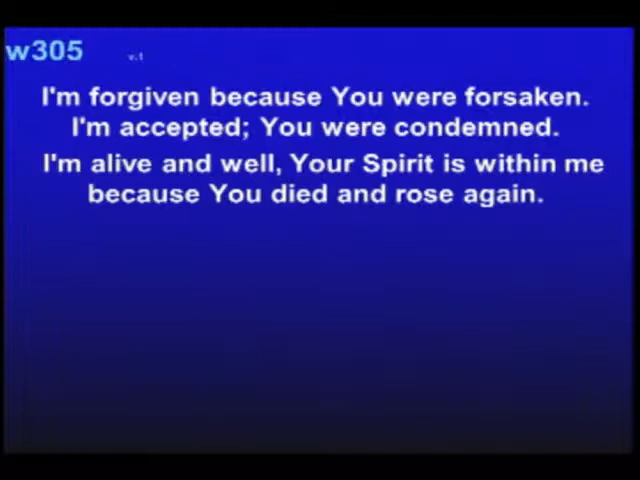 w305 v.1
I'm forgiven because You were forsaken.
I'm accepted; You were condemned.
I'm alive and well, Your Spirit is within me
because You died and rose again.